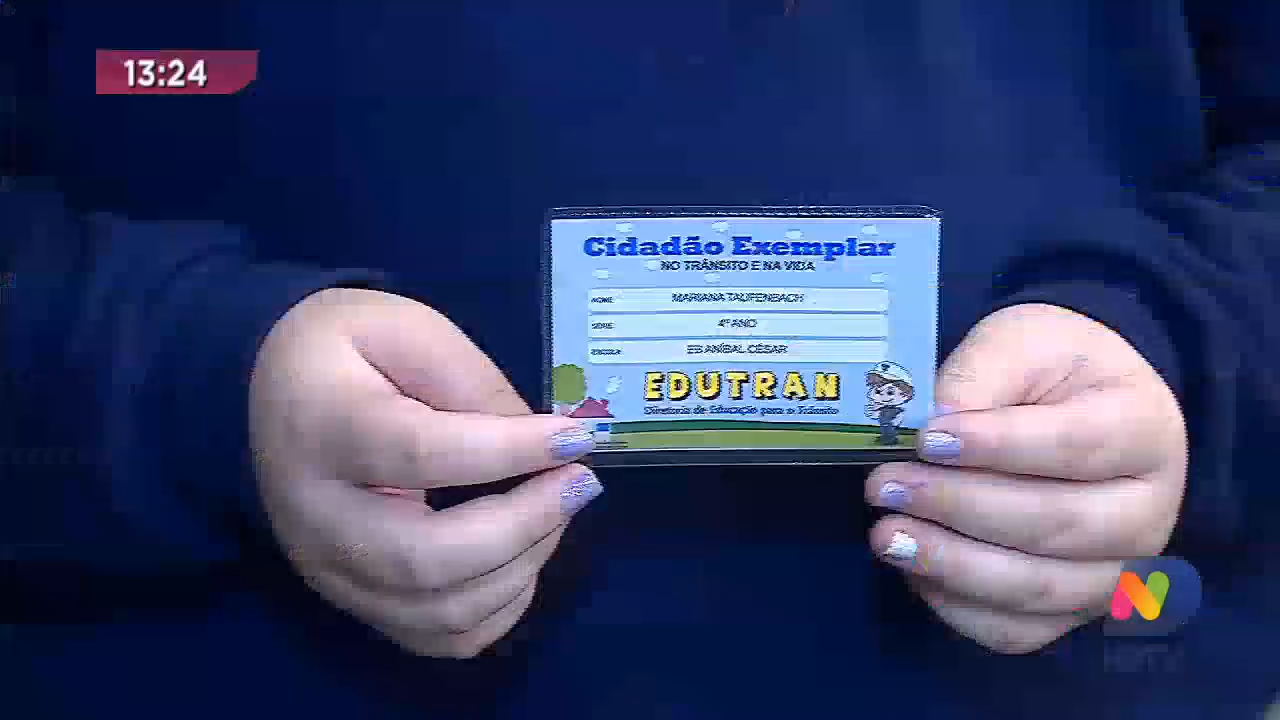 13:24
Cidadão Exemplar
NO TRÂNSITO E NA VIDA
NOME MARIANA TAUFENBACH
SÉRIE 4º ANO
ESCOLA EB ANÍBAL CÉSAR
EDUTRAN
Diretoria de Educação para o Trânsito